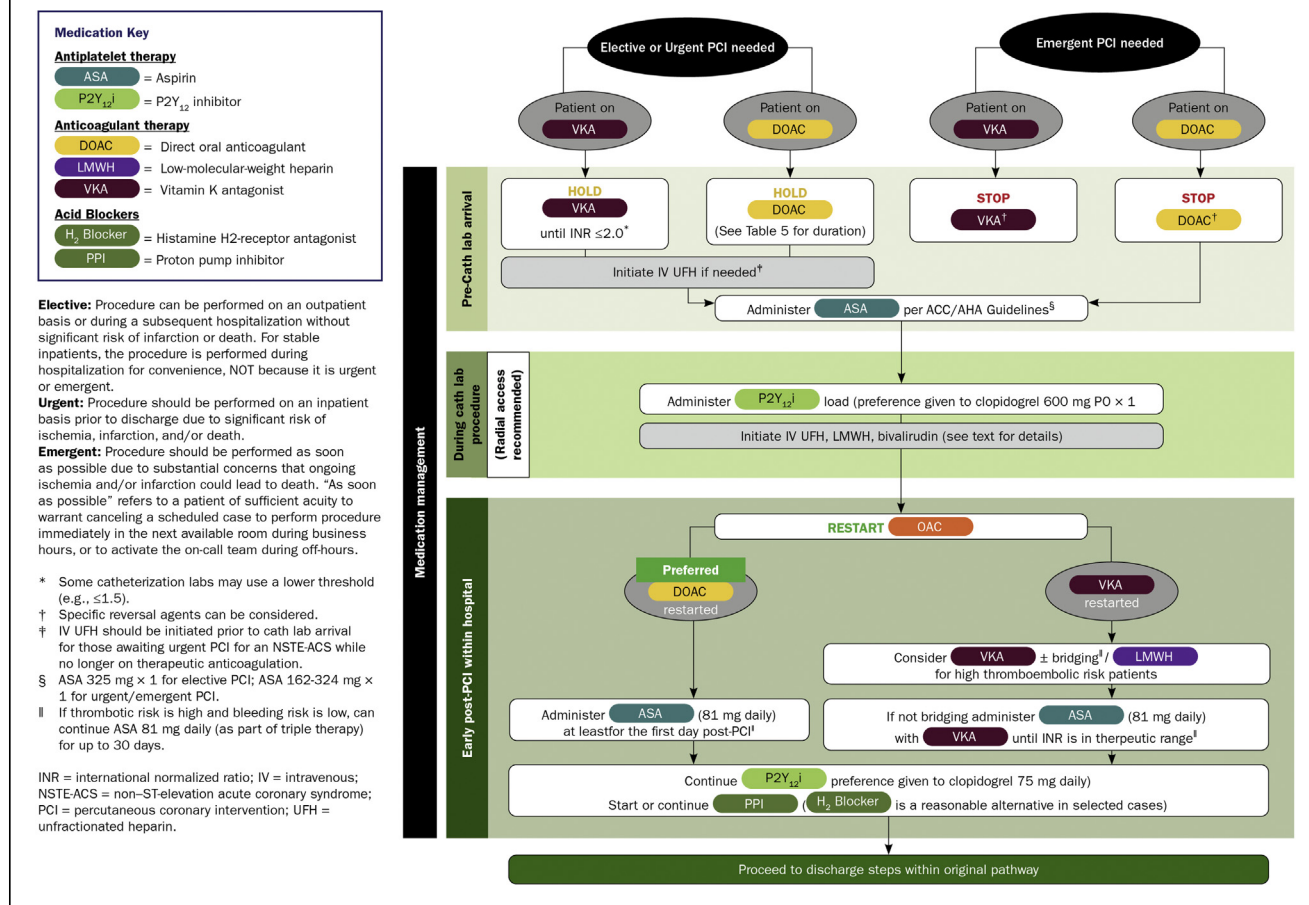 Medication Key
Antiplatelet therapy
ASA = Aspirin
P2Y₁₂i = P2Y₁₂ inhibitor
Anticoagulant therapy
DOAC = Direct oral anticoagulant
LMWH = Low-molecular-weight heparin
VKA = Vitamin K antagonist
Acid Blockers
H₂ Blocker = Histamine H2-receptor antagonist
PPI = Proton pump inhibitor
Elective: Procedure can be performed on an outpatient
basis or during a subsequent hospitalization without
significant risk of infarction or death. For stable
inpatients, the procedure is performed during
hospitalization for convenience, NOT because it is urgent
or emergent.
Urgent: Procedure should be performed on an inpatient
basis prior to discharge due to significant risk of
ischemia, infarction, and/or death.
Emergent: Procedure should be performed as soon
as possible due to substantial concerns that ongoing
ischemia and/or infarction could lead to death. “As soon
as possible” refers to a patient of sufficient acuity to
warrant canceling a scheduled case to perform procedure
immediately in the next available room during business
hours, or to activate the on-call team during off-hours.
* Some catheterization labs may use a lower threshold
(e.g., ≤1.5).
† Specific reversal agents can be considered.
‡ IV UFH should be initiated prior to cath lab arrival
for those awaiting urgent PCI for an NSTE-ACS while
no longer on therapeutic anticoagulation.
§ ASA 325 mg × 1 for elective PCI; ASA 162-324 mg ×
1 for urgent/emergent PCI.
‖ If thrombotic risk is high and bleeding risk is low, can
continue ASA 81 mg daily (as part of triple therapy)
for up to 30 days.
INR = international normalized ratio; IV = intravenous;
NSTE-ACS = non–ST-elevation acute coronary syndrome;
PCI = percutaneous coronary intervention; UFH =
unfractionated heparin.
Elective or Urgent PCI needed
Emergent PCI needed
Patient on
VKA
Patient on
DOAC
Patient on
VKA
Patient on
DOAC
Medication management
Pre-Cath lab arrival
HOLD
VKA
until INR ≤2.0*
HOLD
DOAC
(See Table 5 for duration)
STOP
VKA†
STOP
DOAC†
Initiate IV UFH if needed‡
Administer ASA per ACC/AHA Guidelines§
During cath lab
procedure
(Radial access
recommended)
Administer P2Y₁₂i load (preference given to clopidogrel 600 mg PO × 1
Initiate IV UFH, LMWH, bivalirudin (see text for details)
Early post-PCI within hospital
RESTART OAC
Preferred
DOAC
restarted
VKA
restarted
Consider VKA ± bridging‖/ LMWH
for high thromboembolic risk patients
Administer ASA (81 mg daily)
at leastfor the first day post-PCI‖
If not bridging administer ASA (81 mg daily)
with VKA until INR is in therpeutic range‖
Continue P2Y₁₂i preference given to clopidogrel 75 mg daily)
Start or continue PPI (H₂ Blocker is a reasonable alternative in selected cases)
Proceed to discharge steps within original pathway